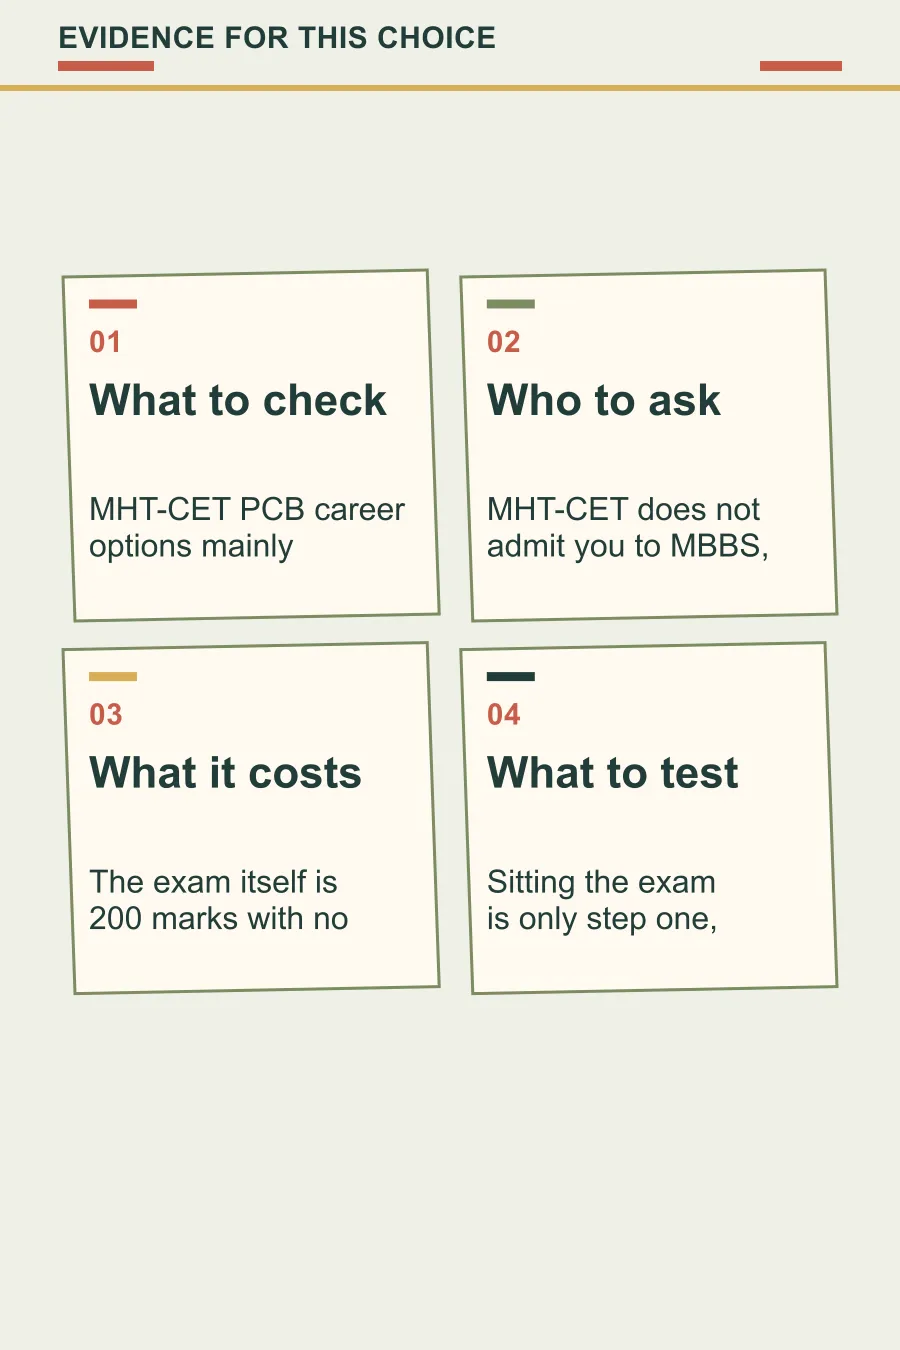 EVIDENCE FOR THIS CHOICE
01
What to check
MHT-CET PCB career
options mainly
02
Who to ask
MHT-CET does not
admit you to MBBS,
03
What it costs
The exam itself is
200 marks with no
04
What to test
Sitting the exam
is only step one,